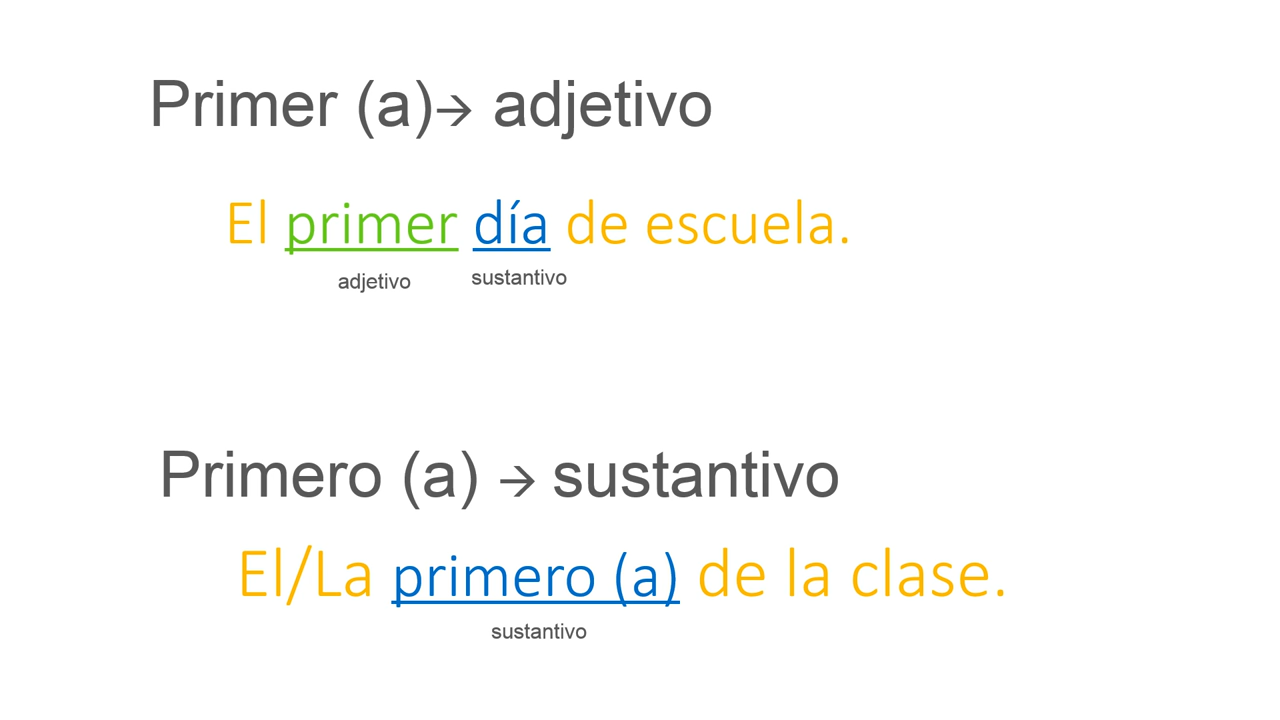 Primer (a)→ adjetivo
El primer día de escuela.
adjetivo sustantivo
Primero (a) → sustantivo
El/La primero (a) de la clase.
sustantivo